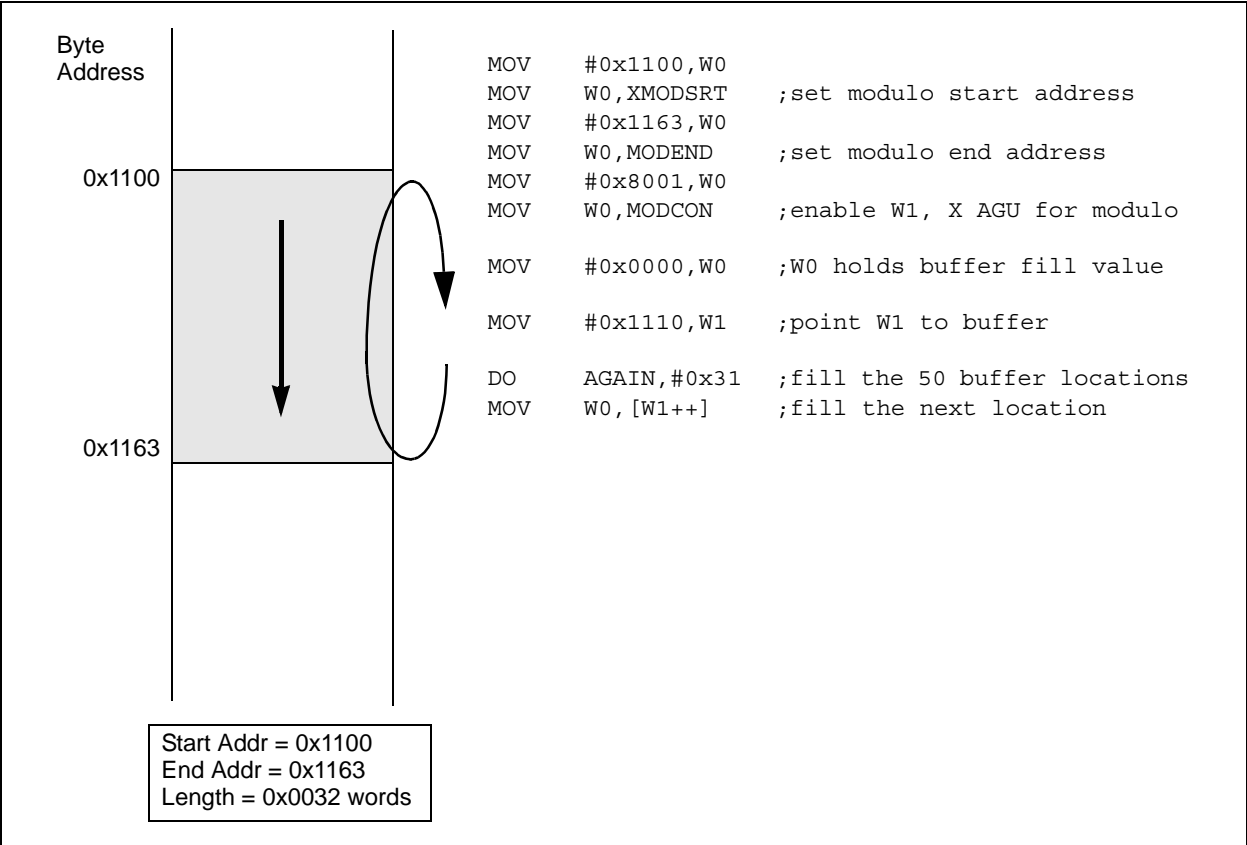 Byte
Address
MOV #0x1100,W0
MOV W0,XMODSRT ;set modulo start address
MOV #0x1163,W0
MOV W0,MODEND ;set modulo end address
MOV #0x8001,W0
MOV W0,MODCON ;enable W1, X AGU for modulo
MOV #0x0000,W0 ;W0 holds buffer fill value
MOV #0x1110,W1 ;point W1 to buffer
DO AGAIN,#0x31 ;fill the 50 buffer locations
MOV W0,[W1++] ;fill the next location
0x1100
0x1163
Start Addr = 0x1100
End Addr = 0x1163
Length = 0x0032 words